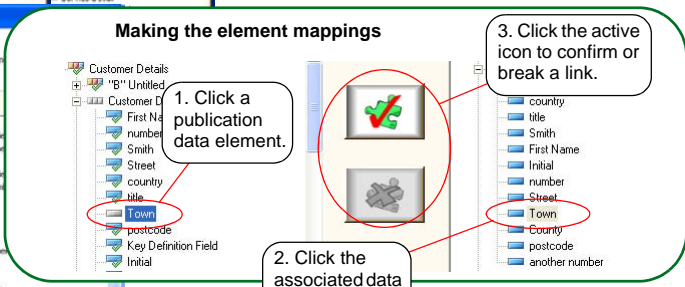 Making the element mappings
Customer Details
"B" Untitled
Customer D
First Na
number
Smith
Street
country
title
Town
postcode
Key Definition Field
Initial
1. Click a
publication
data element.
3. Click the active
icon to confirm or
break a link.
country
title
Smith
First Name
Initial
number
Street
Town
County
postcode
another number
2. Click the
associated data